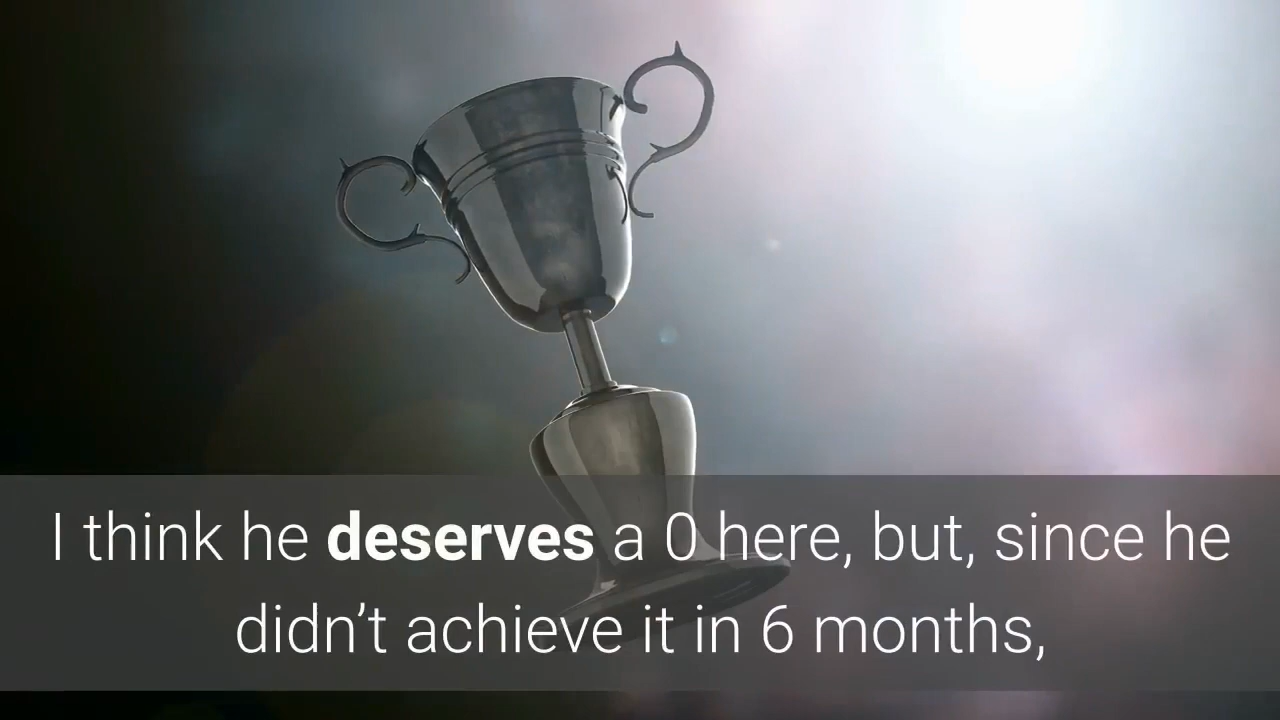 I think he deserves a 0 here, but, since he
didn’t achieve it in 6 months,